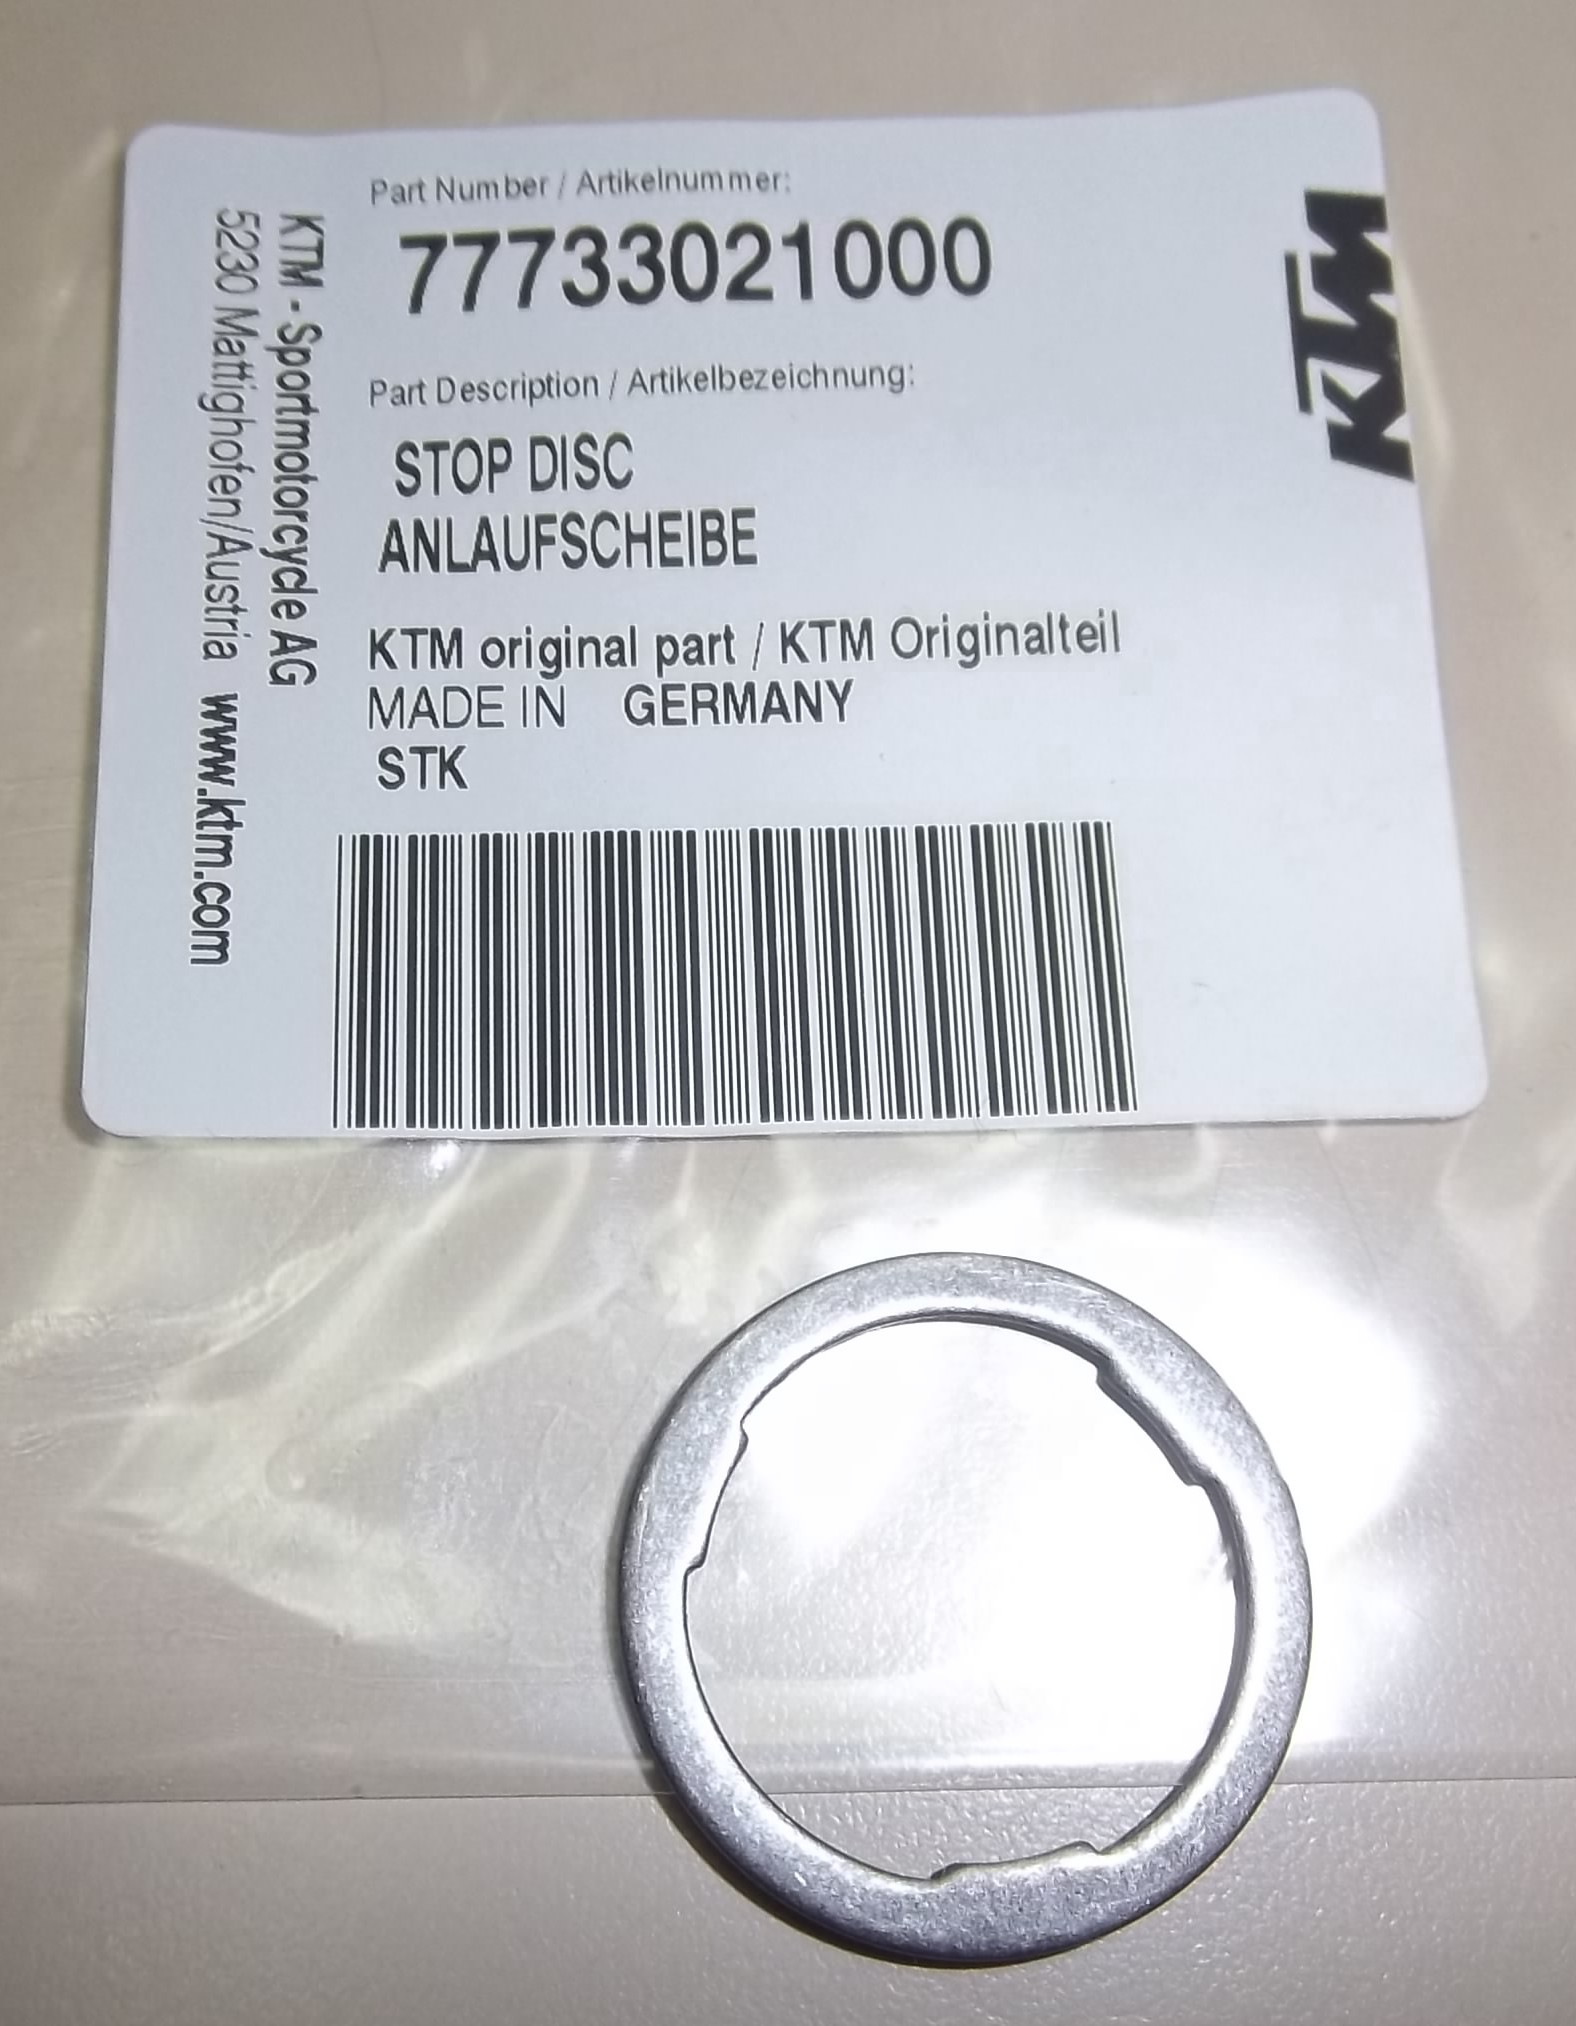 Part Number / Artikelnummer:
77733021000
Part Description / Artikelbezeichnung:
STOP DISC
ANLAUFSCHEIBE
KTM original part / KTM Originalteil
MADE IN GERMANY
STK
KTM - Sportmotorcycle AG
5230 Mattighofen/Austria www.ktm.com
KTM